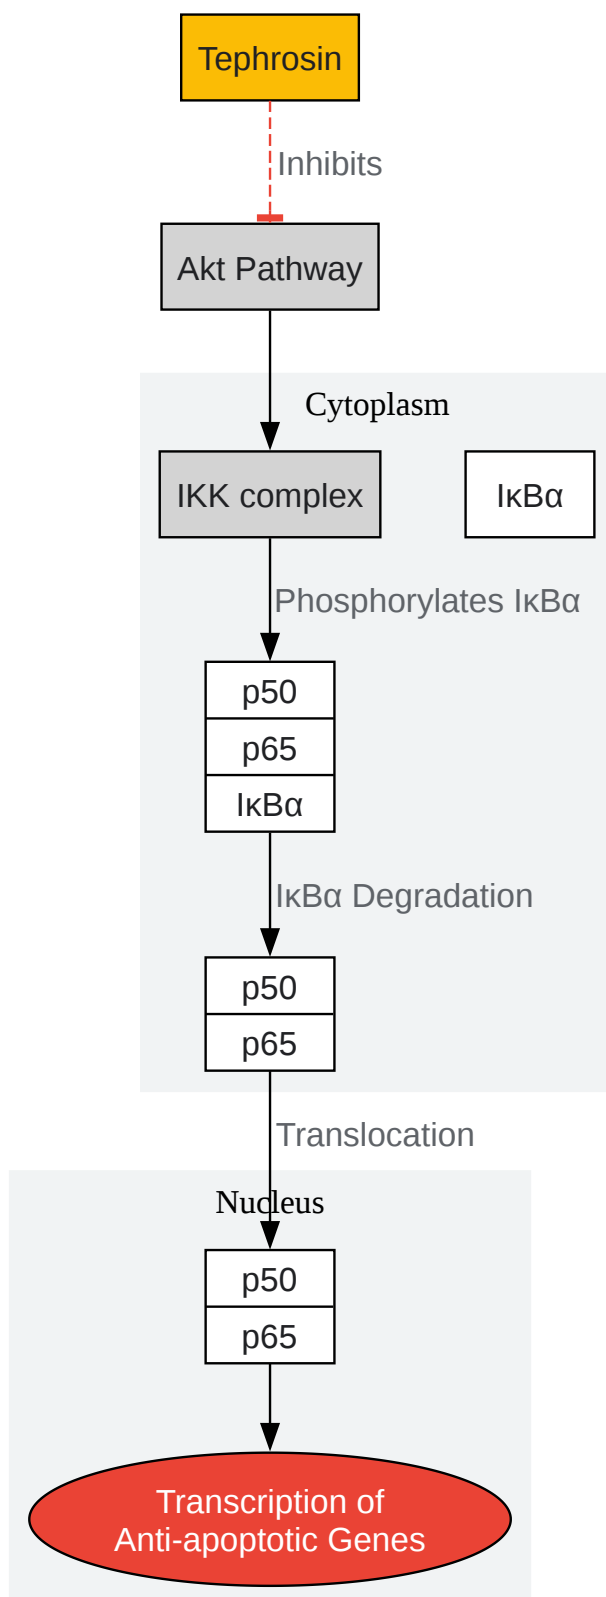 Tephrosin
Inhibits
Akt Pathway
Cytoplasm
IKK complex
IκBα
Phosphorylates IκBα
p50
p65
IκBα
IκBα Degradation
p50
p65
Translocation
Nucleus
p50
p65
Transcription of
Anti-apoptotic Genes